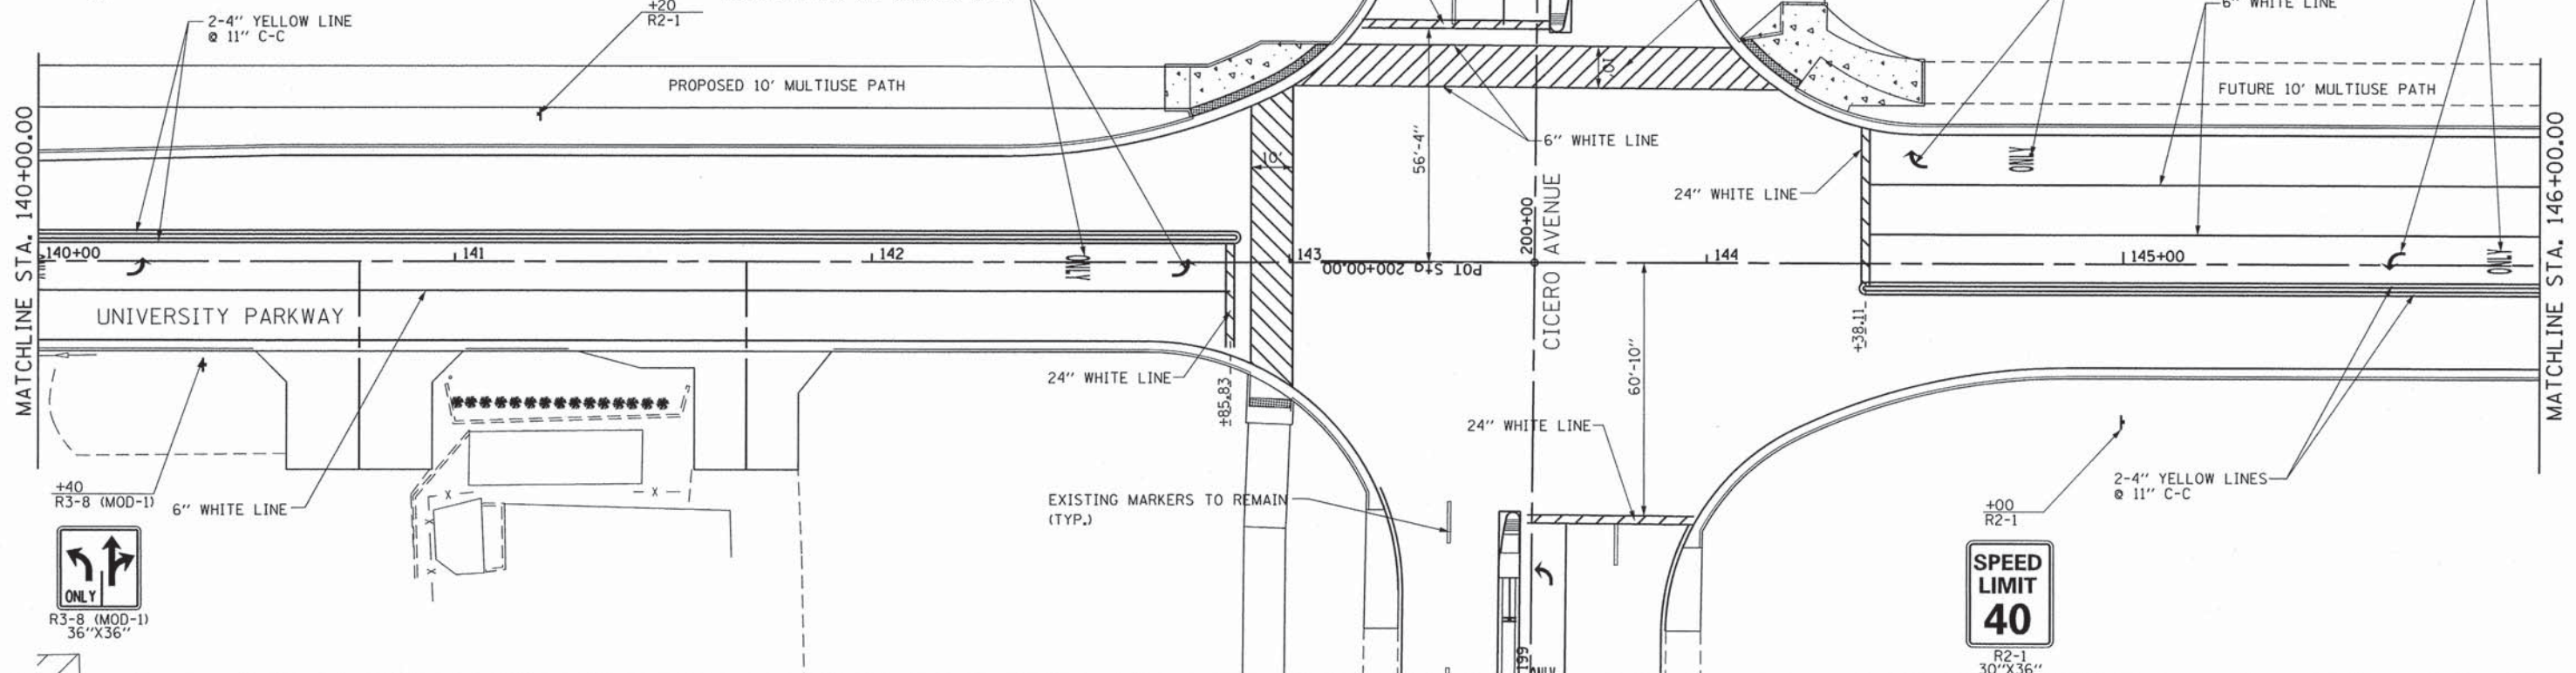 2-4" YELLOW LINE
@ 11" C-C
+20
R2-1
6" WHITE LINE
PROPOSED 10' MULTIUSE PATH
FUTURE 10' MULTIUSE PATH
10'
10'
56'-4"
6" WHITE LINE
ONLY
24" WHITE LINE
MATCHLINE STA. 140+00.00
MATCHLINE STA. 146+00.00
140+00
141
142
ONLY
143
POT Sta 200+00.00
200+00
CICERO AVENUE
144
145+00
ONLY
UNIVERSITY PARKWAY
24" WHITE LINE
+85.83
60'-10"
+38.11
24" WHITE LINE
+40
R3-8 (MOD-1)
6" WHITE LINE
X
X
X
X
EXISTING MARKERS TO REMAIN
(TYP.)
2-4" YELLOW LINES
@ 11" C-C
+00
R2-1
ONLY
R3-8 (MOD-1)
36"X36"
SPEED
LIMIT
40
R2-1
30"X36"
199
ONLY